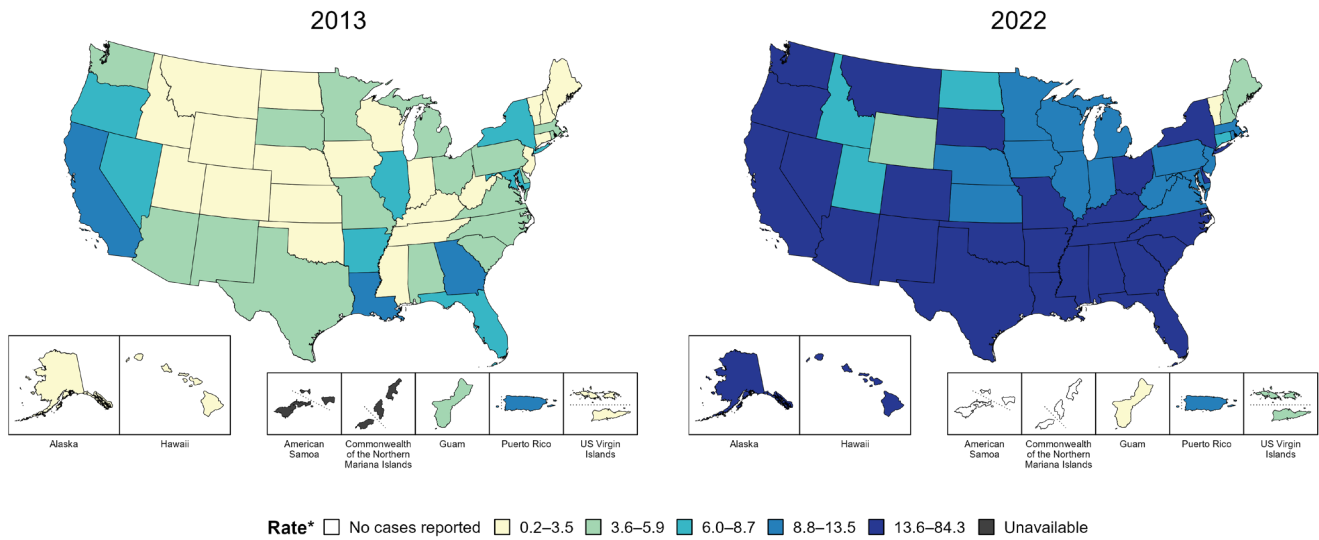 2013
2022
Alaska
Hawaii
American
Samoa
Commonwealth
of the Northern
Mariana Islands
Guam
Puerto Rico
US Virgin
Islands
Alaska
Hawaii
American
Samoa
Commonwealth
of the Northern
Mariana Islands
Guam
Puerto Rico
US Virgin
Islands
Rate* No cases reported 0.2–3.5 3.6–5.9 6.0–8.7 8.8–13.5 13.6–84.3 Unavailable